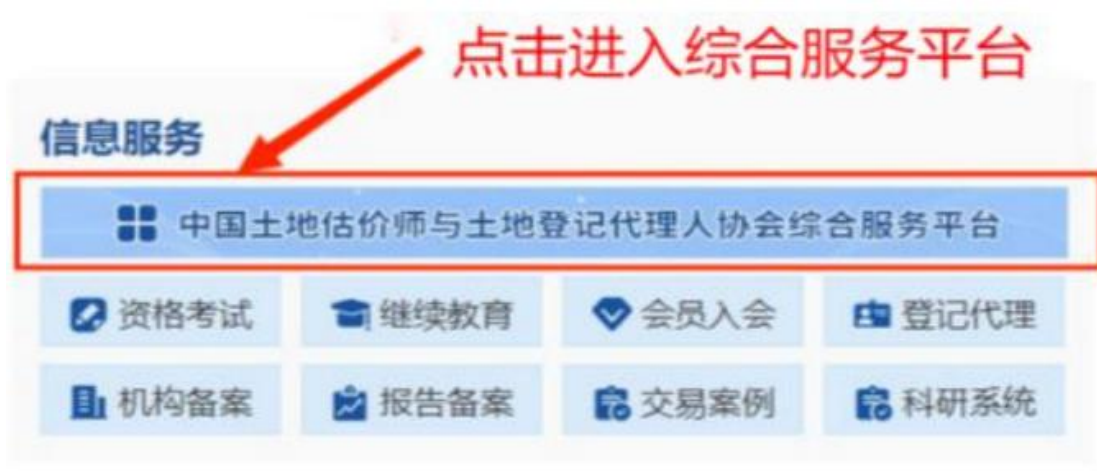 点击进入综合服务平台
信息服务
中国土地估价师与土地登记代理人协会综合服务平台
资格考试 继续教育 会员入会 登记代理
机构备案 报告备案 交易案例 科研系统